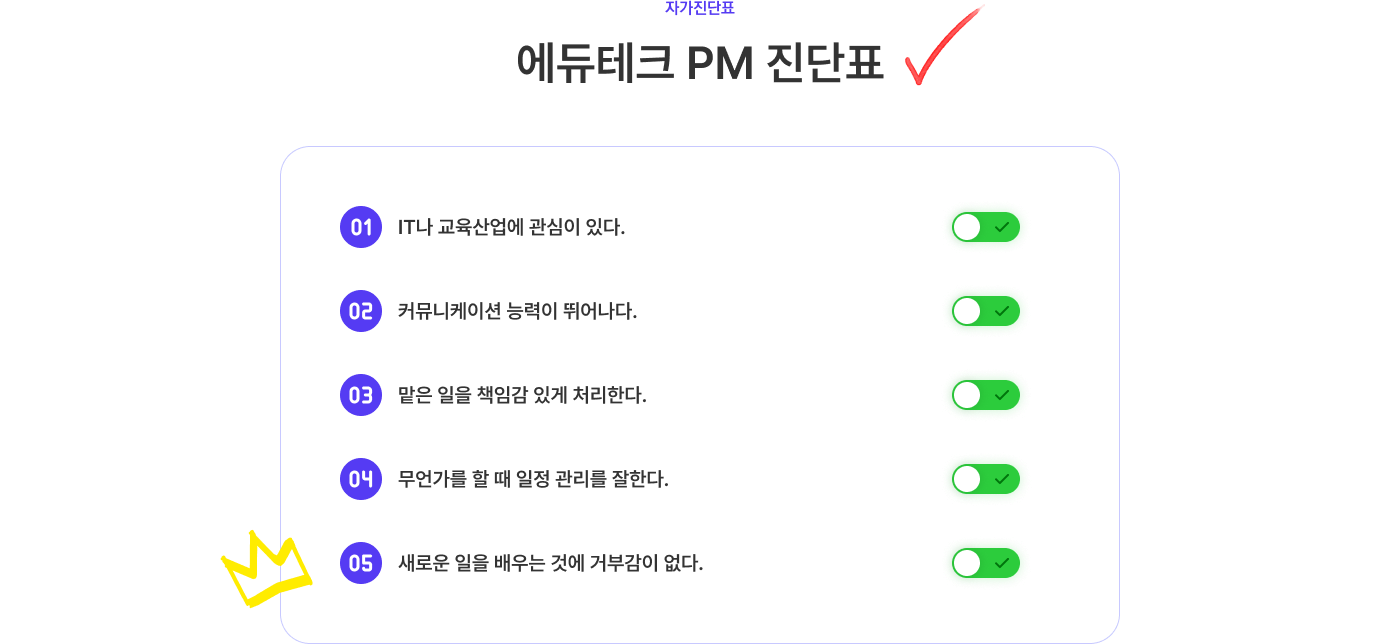 자가진단표
에듀테크 PM 진단표
01 IT나 교육산업에 관심이 있다.
02 커뮤니케이션 능력이 뛰어나다.
03 맡은 일을 책임감 있게 처리한다.
04 무언가를 할 때 일정 관리를 잘한다.
05 새로운 일을 배우는 것에 거부감이 없다.